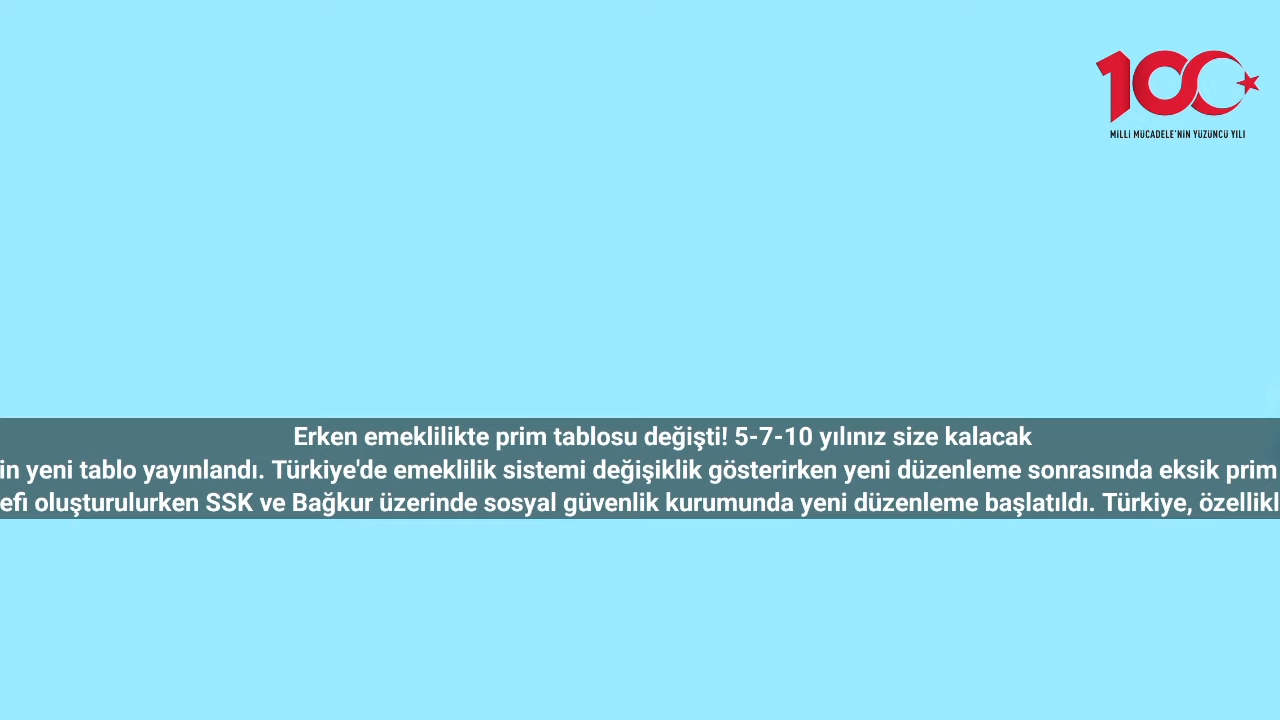 100
MİLLİ MÜCADELE'NİN YÜZÜNCÜ YILI
Erken emeklilikte prim tablosu değişti! 5-7-10 yılınız size kalacak
in yeni tablo yayınlandı. Türkiye'de emeklilik sistemi değişiklik gösterirken yeni düzenleme sonrasında eksik prim
efi oluşturulurken SSK ve Bağkur üzerinde sosyal güvenlik kurumunda yeni düzenleme başlatıldı. Türkiye, özellikl